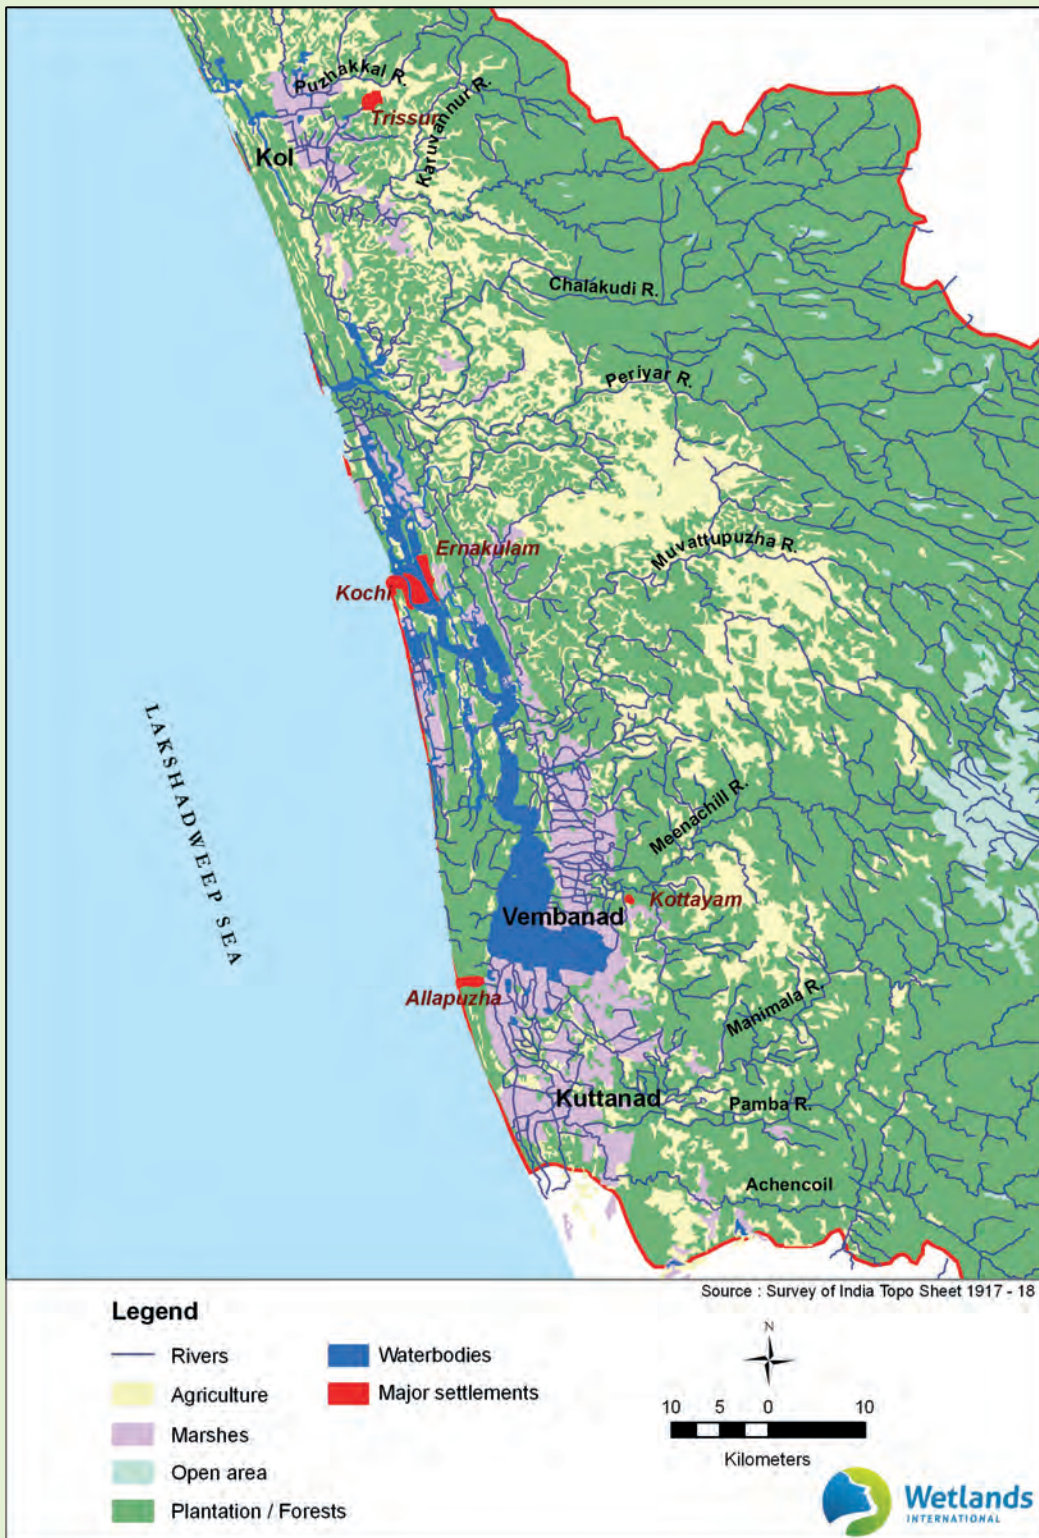 Puzhakkal R.
Trissur
Karuvannur R.
Kol
Chalakudi R.
Periyar R.
Muvattupuzha R.
Ernakulam
Kochi
LAKSHADWEEP SEA
Meenachill R.
Kottayam
Vembanad
Allapuzha
Manimala R.
Kuttanad
Pamba R.
Achencoil
Source : Survey of India Topo Sheet 1917 - 18
Legend
Rivers
Agriculture
Marshes
Open area
Plantation / Forests
Waterbodies
Major settlements
N
10 5 0 10
Kilometers
Wetlands
INTERNATIONAL